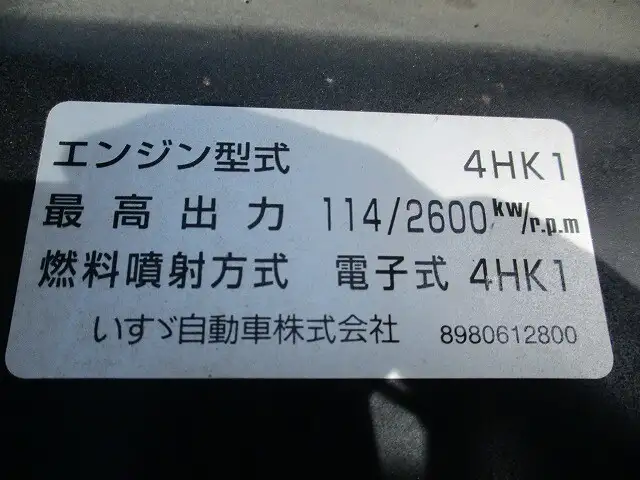 エンジン型式 4HK1
最高出力 114/2600 kw/r.p.m
燃料噴射方式 電子式 4HK1
いすゞ自動車株式会社 8980612800